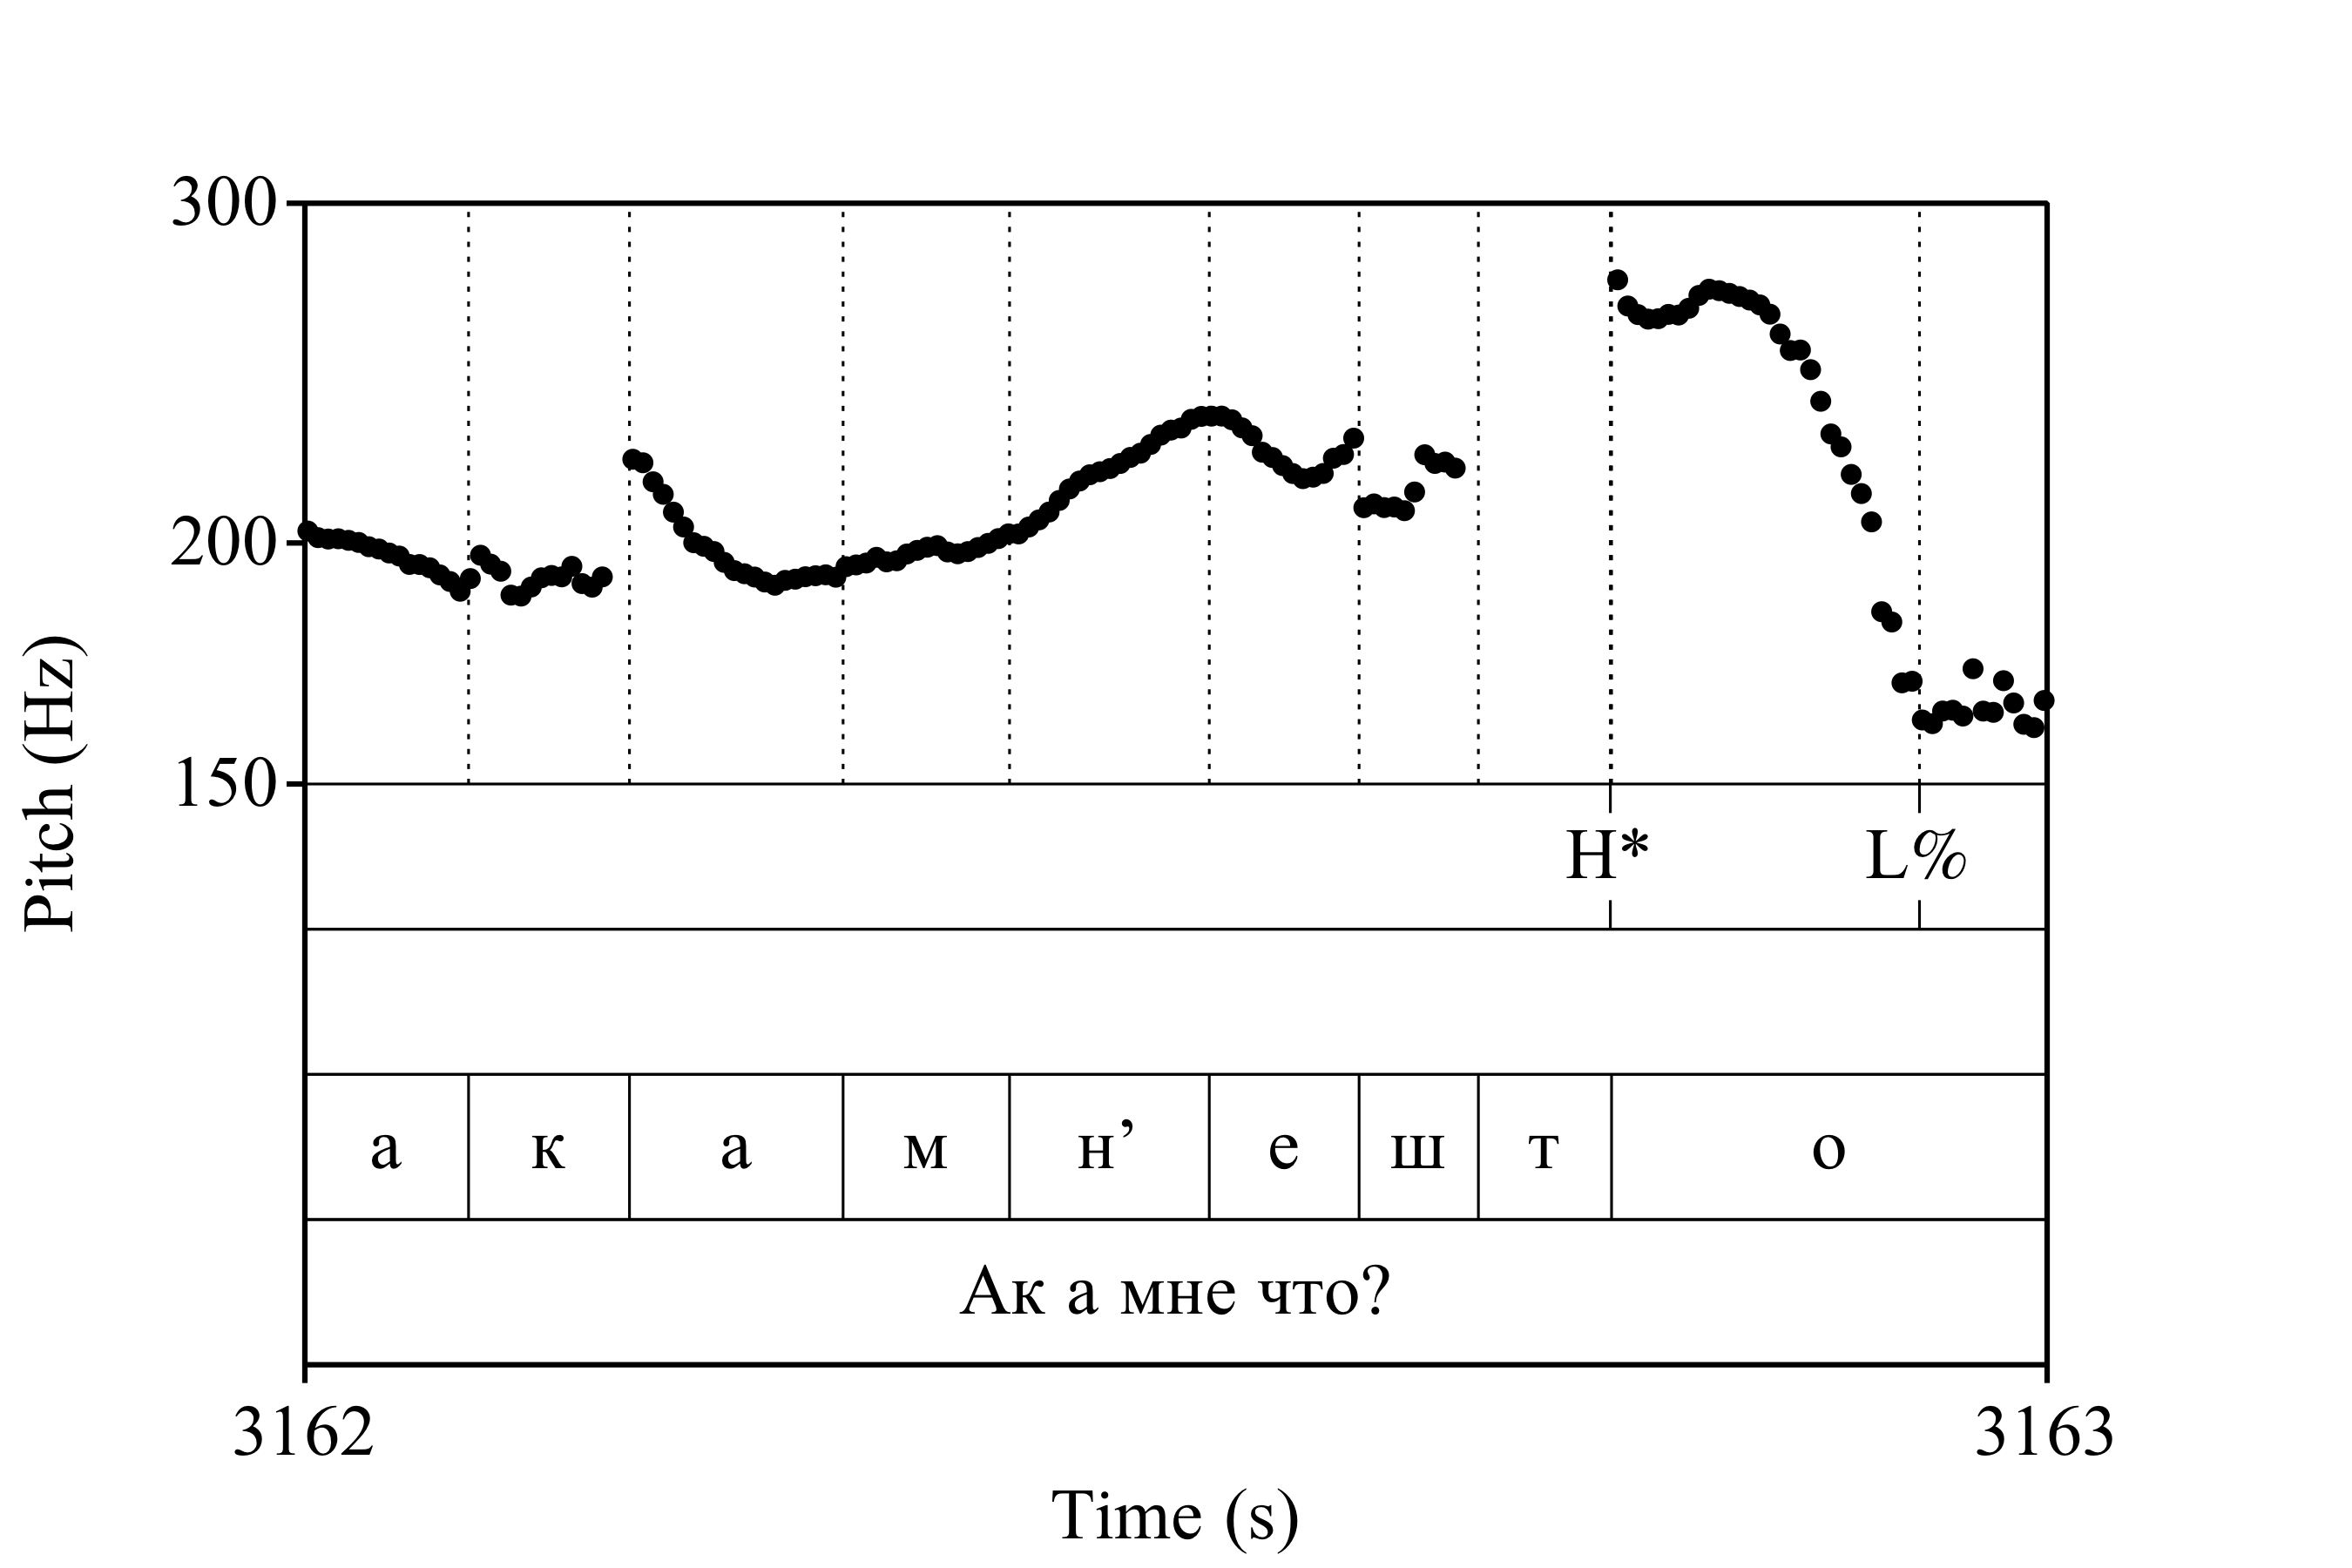 300
200
150
Pitch (Hz)
H* L%
а к а м н’ е ш т о
Ак а мне что?
3162 3163
Time (s)